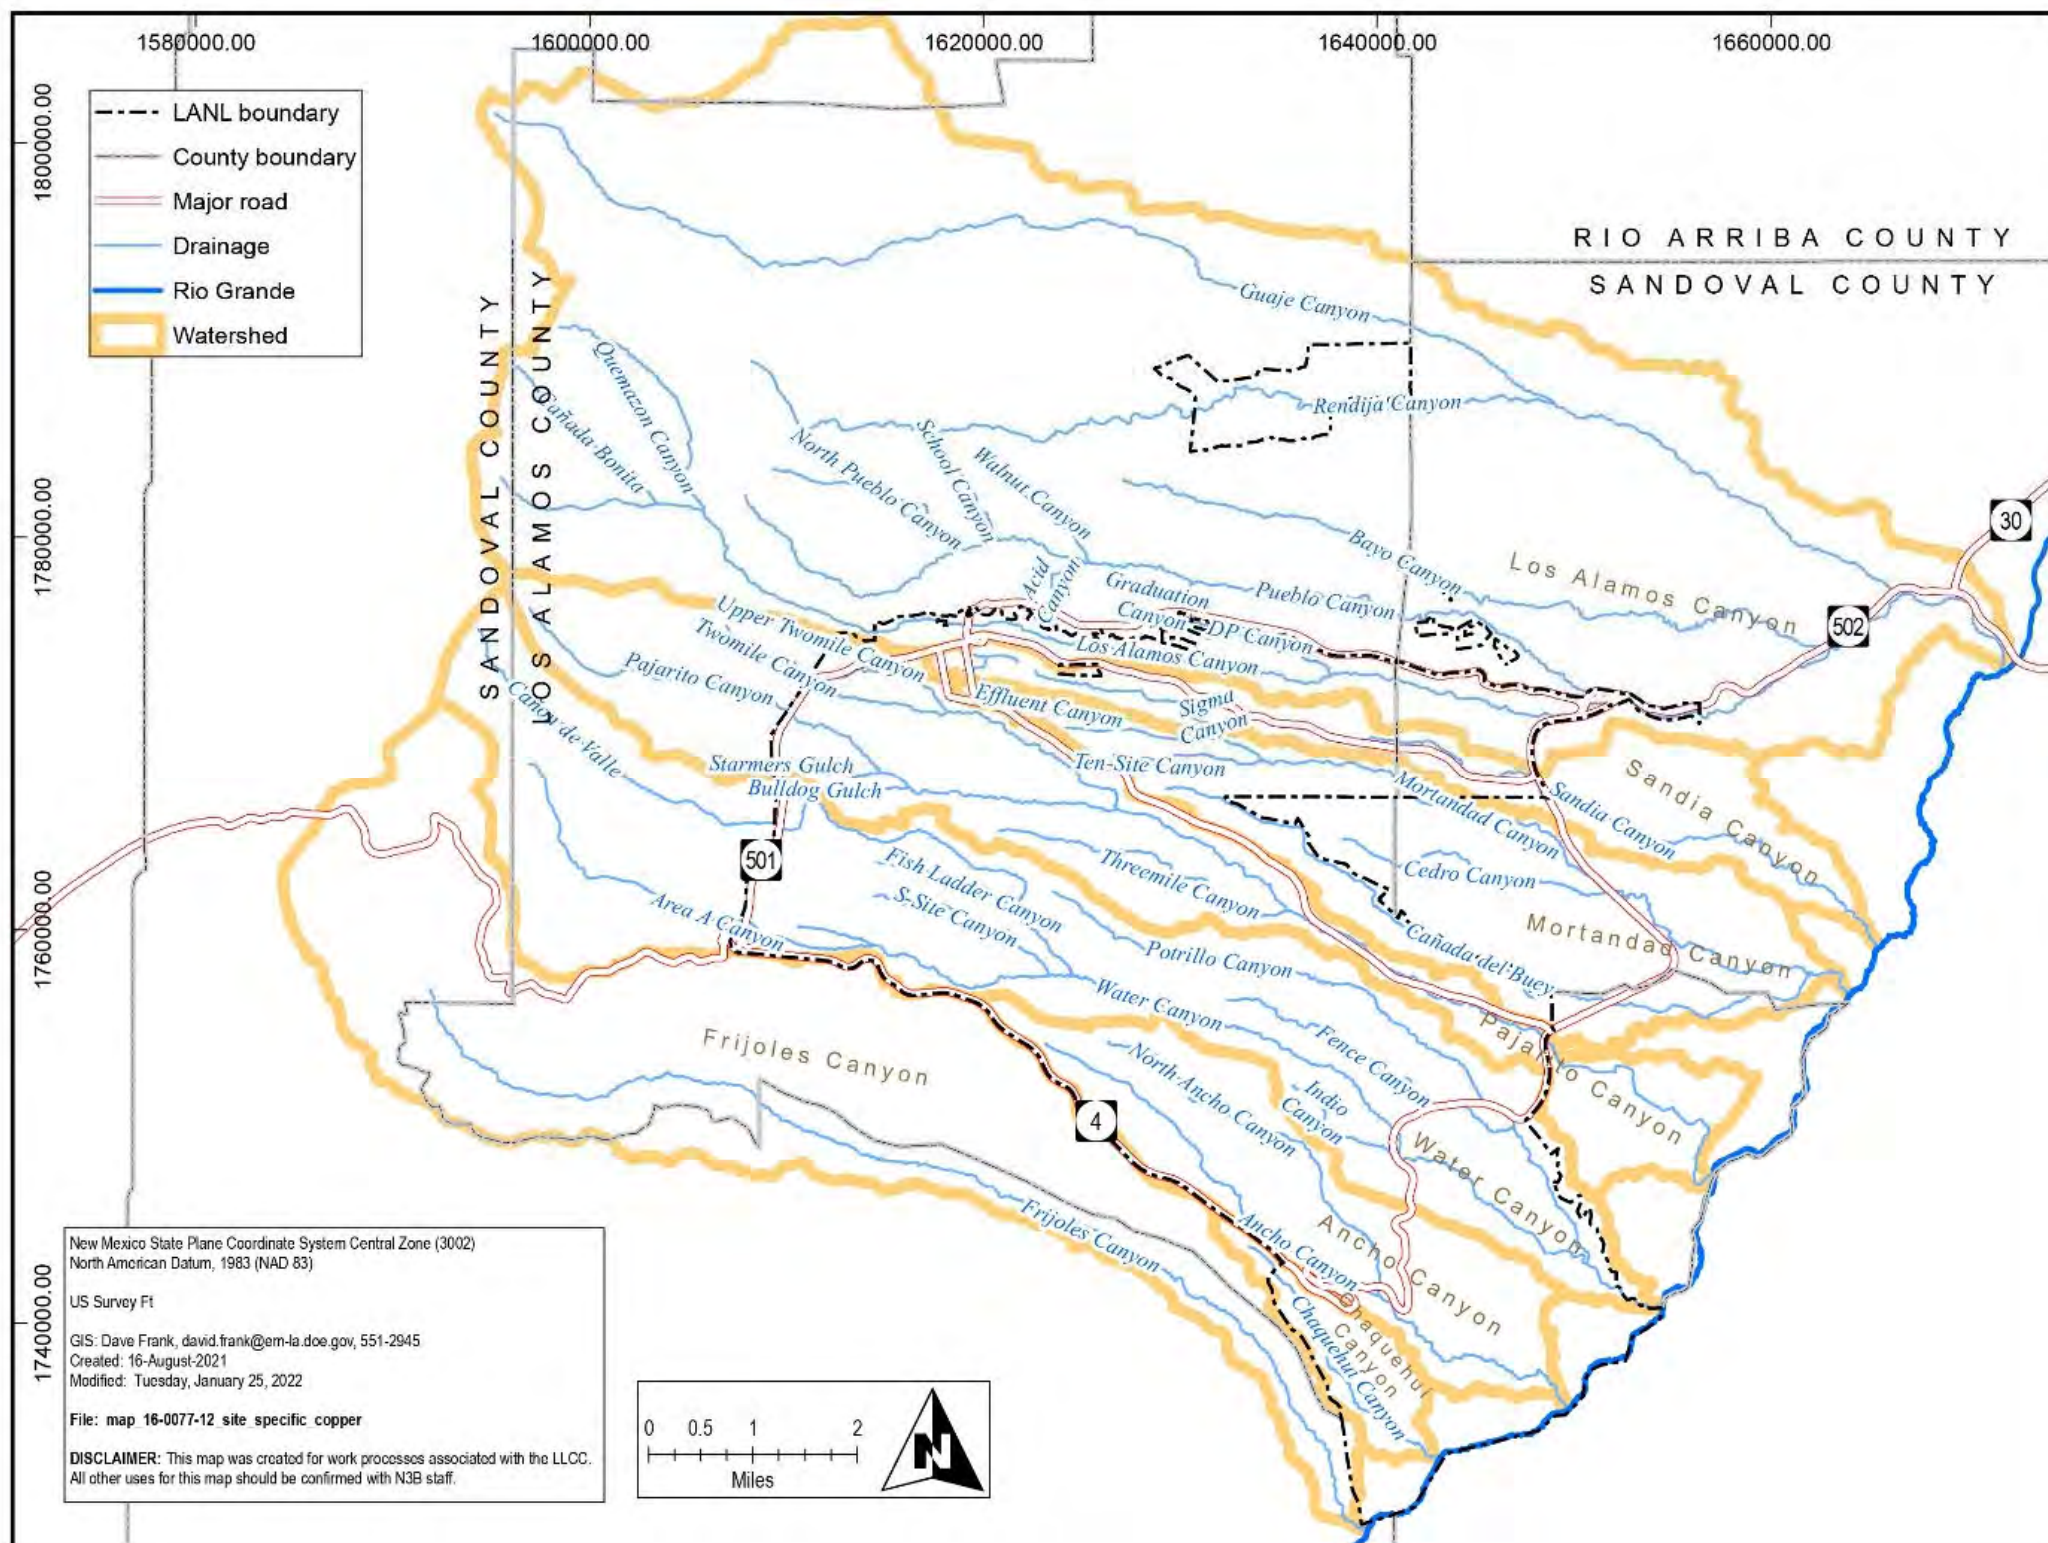 1580000.00
1600000.00
1620000.00
1640000.00
1660000.00
1800000.00
1780000.00
1760000.00
1740000.00
LANL boundary
County boundary
Major road
Drainage
Rio Grande
Watershed
RIO ARRIBA COUNTY
SANDOVAL COUNTY
SANDOVAL COUNTY
LOS ALAMOS COUNTY
Guaje Canyon
Rendija Canyon
Quemazon Canyon
Cañada Bonita
North Pueblo Canyon
School Canyon
Walnut Canyon
Acid
Canyon
Graduation
Canyon
Bayo Canyon
Pueblo Canyon
Los Alamos Canyon
DP Canyon
Los Alamos Canyon
30
502
Upper Twomile Canyon
Twomile Canyon
Pajarito Canyon
Cañon de Valle
Effluent Canyon
Sigma
Canyon
Ten-Site Canyon
Starmers Gulch
Bulldog Gulch
Mortandad Canyon
Sandia Canyon
Sandia Canyon
501
Fish Ladder Canyon
S-Site Canyon
Area A Canyon
Threemile Canyon
Cedro Canyon
Mortandad Canyon
Cañada del Buey
Potrillo Canyon
Water Canyon
Fence Canyon
Pajarito Canyon
Frijoles Canyon
North Ancho Canyon
Indio
Canyon
4
Water Canyon
Ancho Canyon
Ancho Canyon
Frijoles Canyon
Chaquehui
Canyon
Chaquehui Canyon
New Mexico State Plane Coordinate System Central Zone (3002)
North American Datum, 1983 (NAD 83)
US Survey Ft
GIS: Dave Frank, david.frank@em-la.doe.gov, 551-2945
Created: 16-August-2021
Modified: Tuesday, January 25, 2022
File: map_16-0077-12_site_specific_copper
DISCLAIMER: This map was created for work processes associated with the LLCC.
All other uses for this map should be confirmed with N3B staff.
0 0.5 1 2
Miles
N